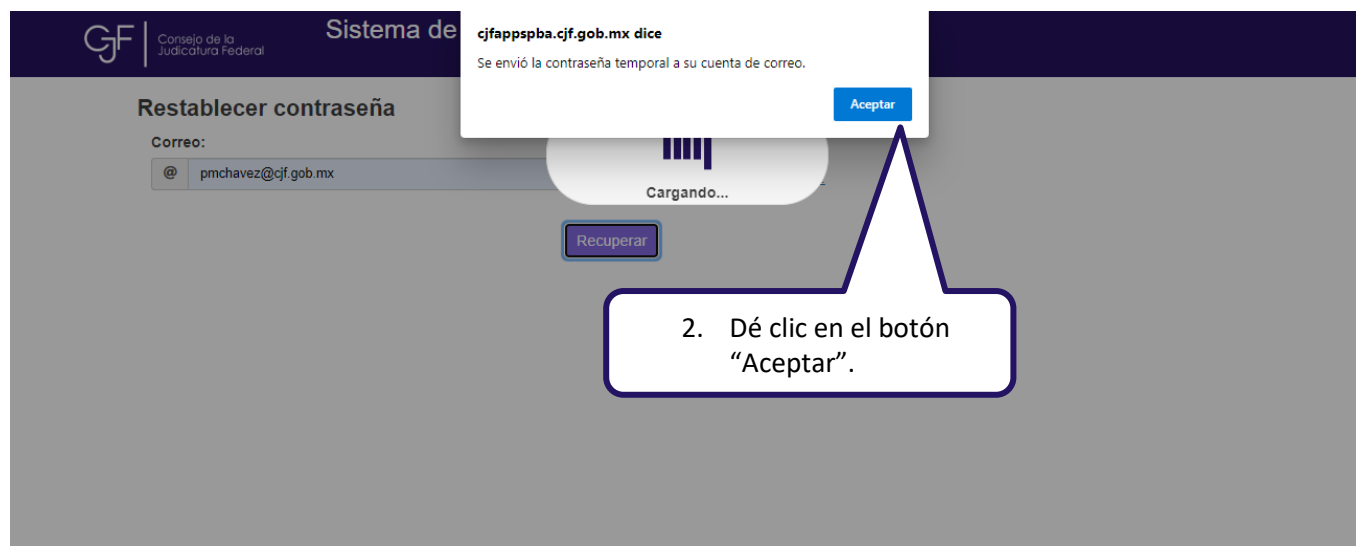 CJF
Consejo de la
Judicatura Federal
Sistema de
cjfappspba.cjf.gob.mx dice
Se envió la contraseña temporal a su cuenta de correo.
Aceptar
Restablecer contraseña
Correo:
@ pmchavez@cjf.gob.mx
Cargando...
Recuperar
2. Dé clic en el botón
“Aceptar”.